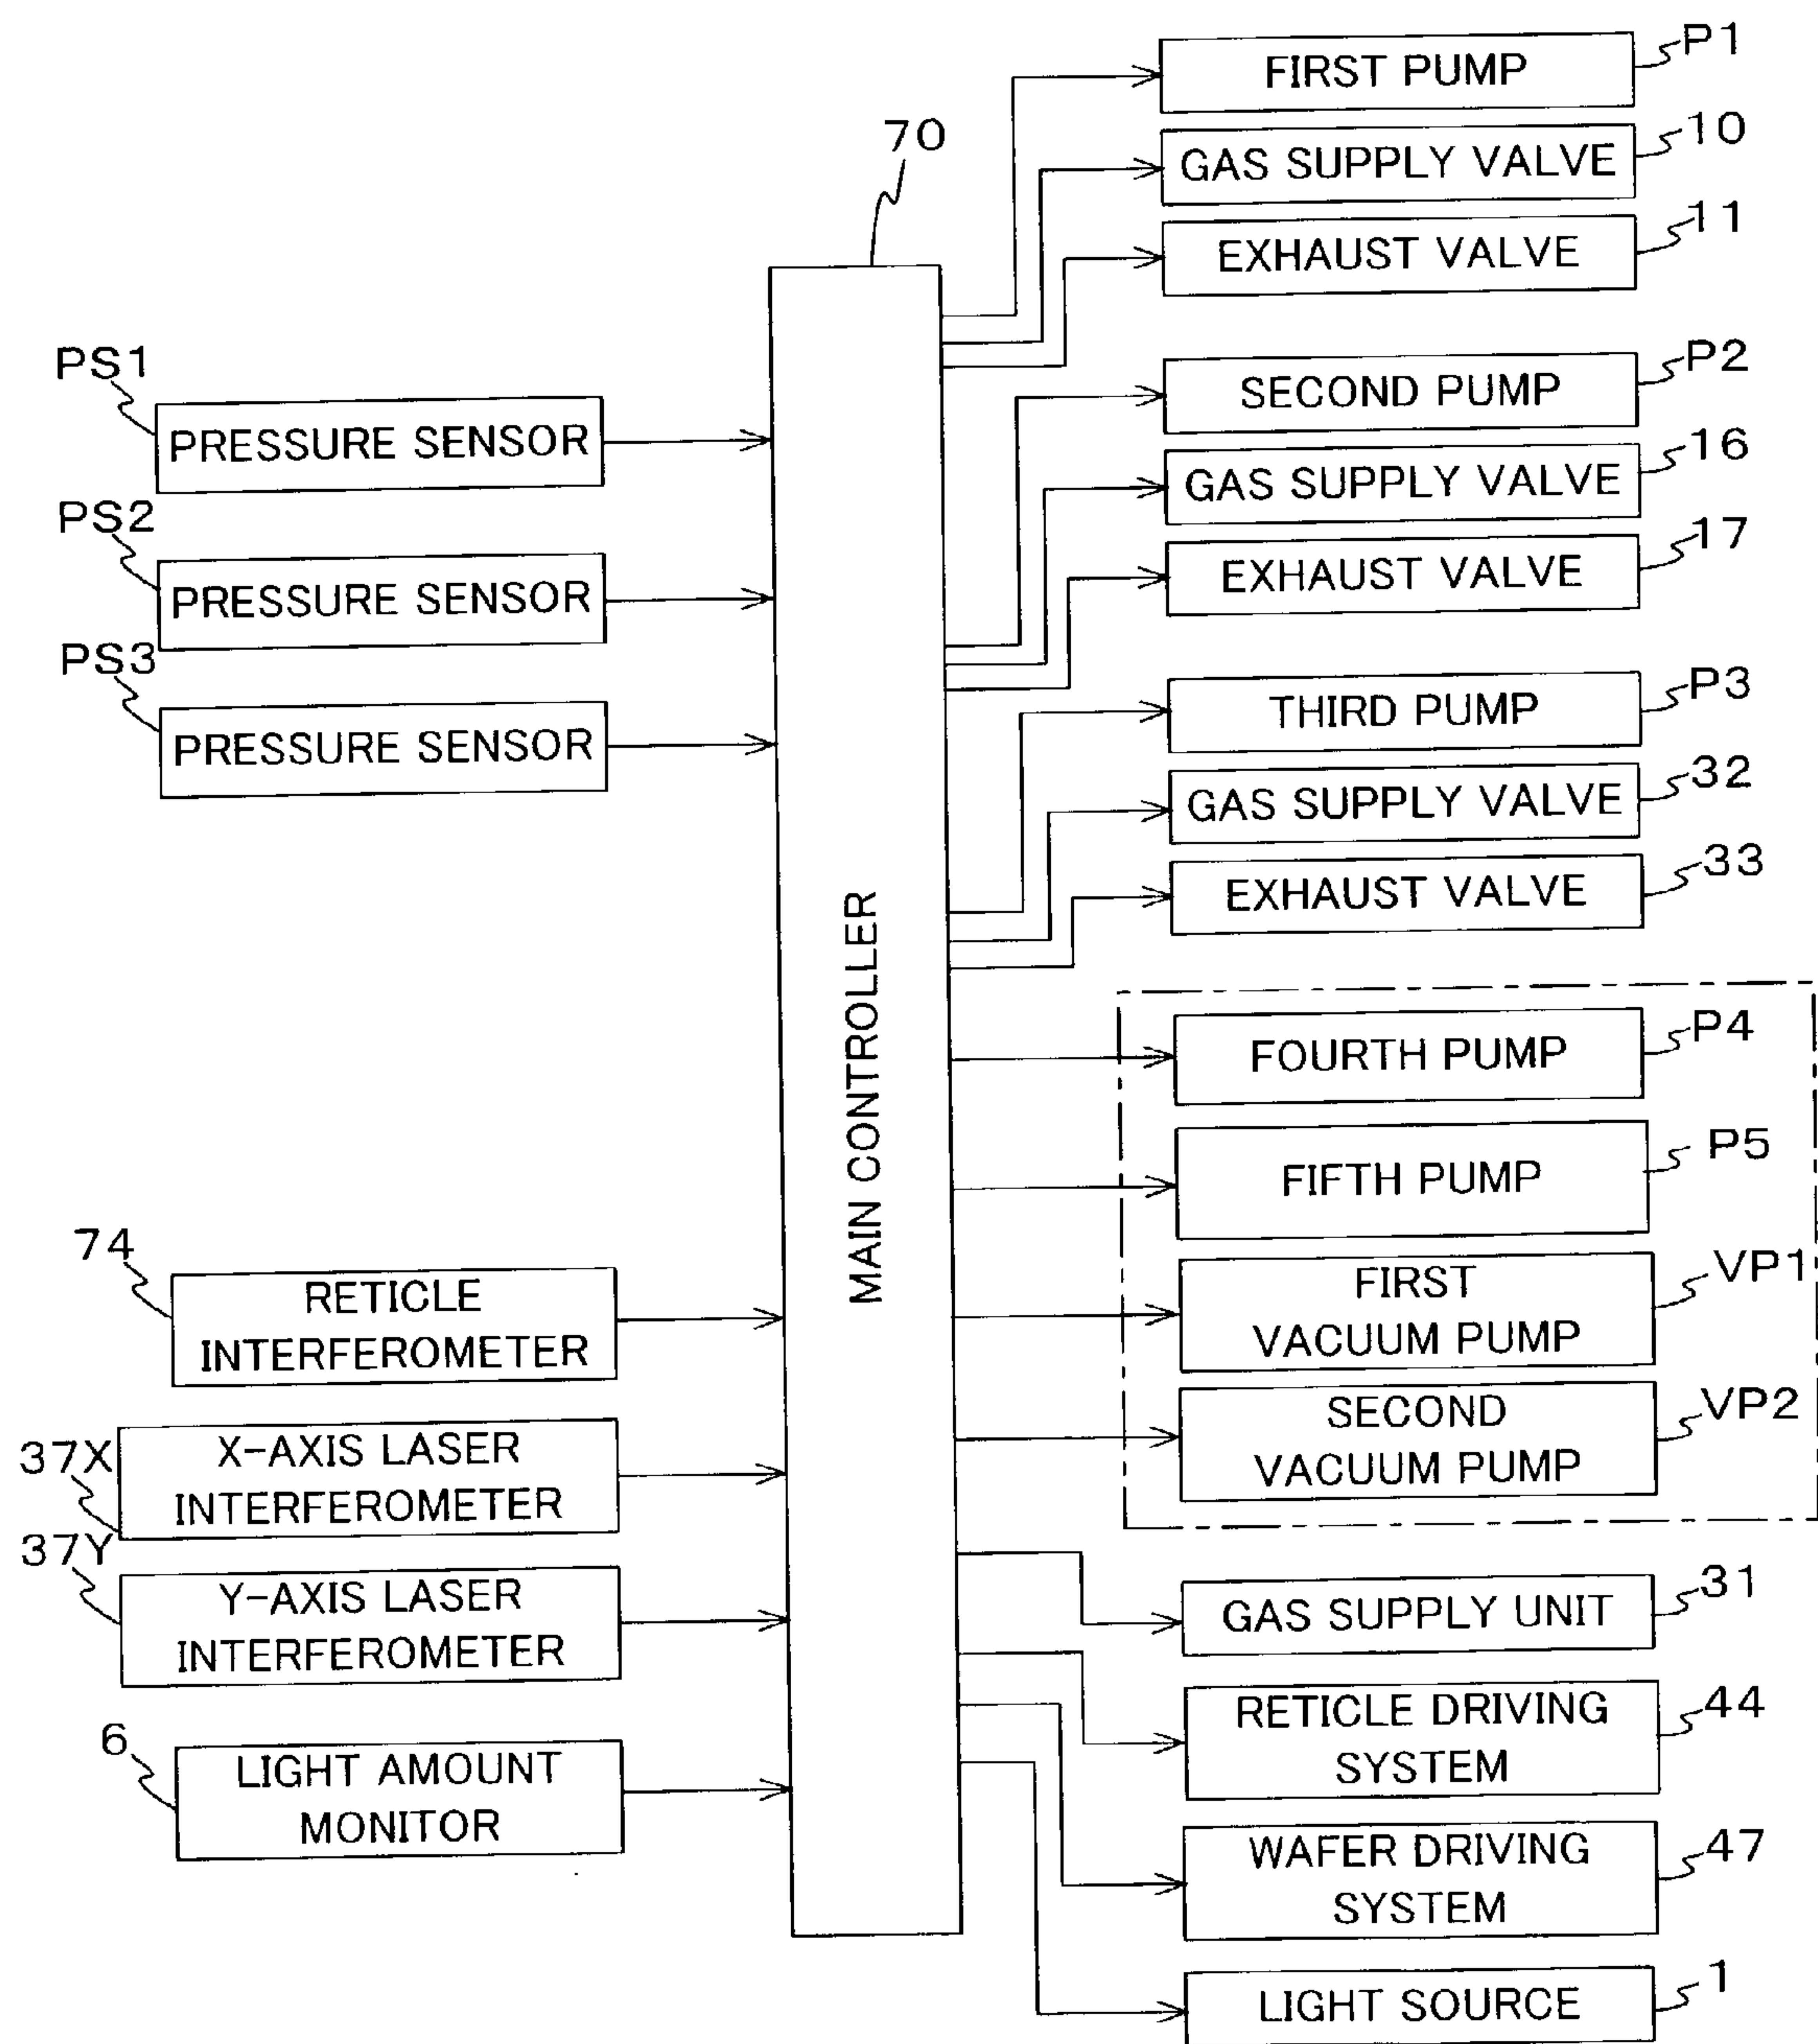 P1
FIRST PUMP
10
GAS SUPPLY VALVE
70
11
EXHAUST VALVE
PS1
PRESSURE SENSOR
P2
SECOND PUMP
16
GAS SUPPLY VALVE
PS2
PRESSURE SENSOR
17
EXHAUST VALVE
PS3
PRESSURE SENSOR
P3
THIRD PUMP
32
GAS SUPPLY VALVE
33
EXHAUST VALVE
MAIN CONTROLLER
P4
FOURTH PUMP
P5
FIFTH PUMP
74
RETICLE
INTERFEROMETER
VP1
FIRST
VACUUM PUMP
37X
X-AXIS LASER
INTERFEROMETER
VP2
SECOND
VACUUM PUMP
37Y
Y-AXIS LASER
INTERFEROMETER
31
GAS SUPPLY UNIT
6
LIGHT AMOUNT
MONITOR
44
RETICLE DRIVING
SYSTEM
47
WAFER DRIVING
SYSTEM
1
LIGHT SOURCE